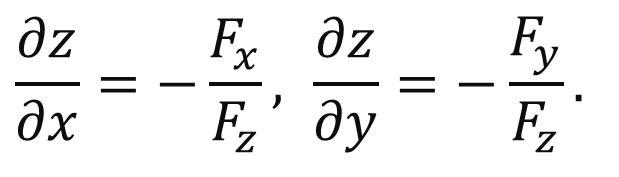 ∂z/∂x = −F_x/F_z, ∂z/∂y = −F_y/F_z.